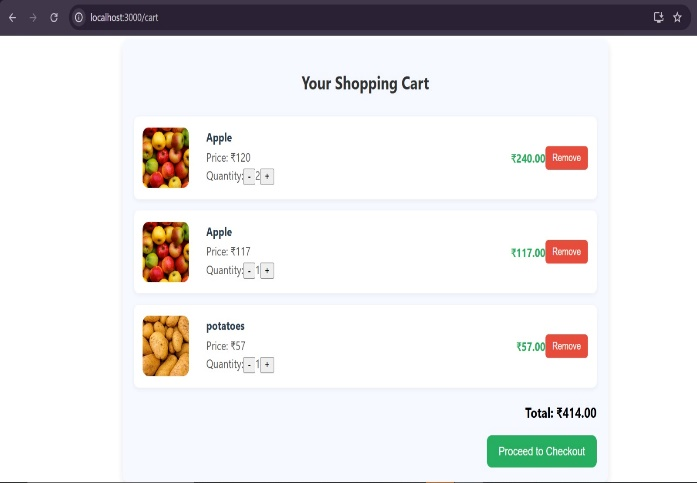 localhost:3000/cart
Your Shopping Cart
Apple
Price: ₹120
Quantity: - 2 +
₹240.00 Remove
Apple
Price: ₹117
Quantity: - 1 +
₹117.00 Remove
potatoes
Price: ₹57
Quantity: - 1 +
₹57.00 Remove
Total: ₹414.00
Proceed to Checkout